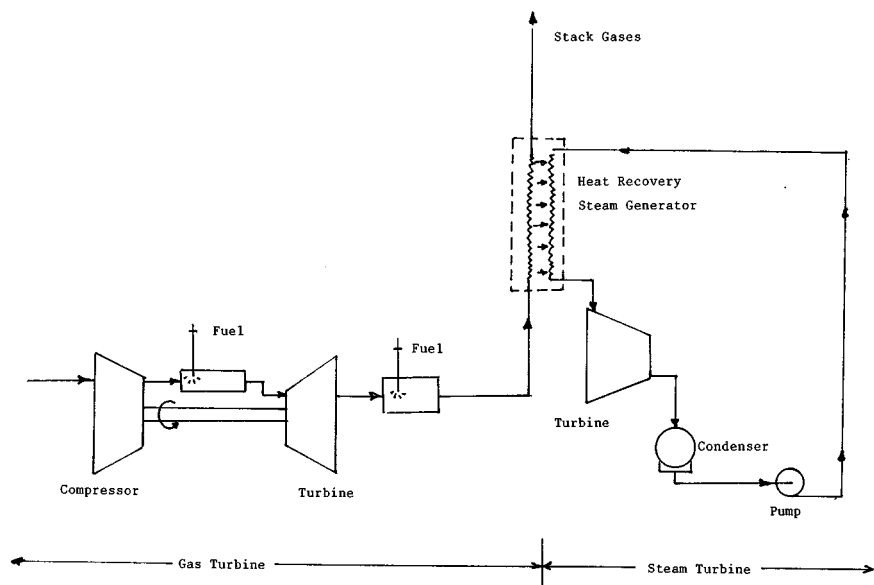 Stack Gases
Heat Recovery
Steam Generator
Fuel
Fuel
Turbine
Condenser
Compressor
Turbine
Pump
Gas Turbine
Steam Turbine